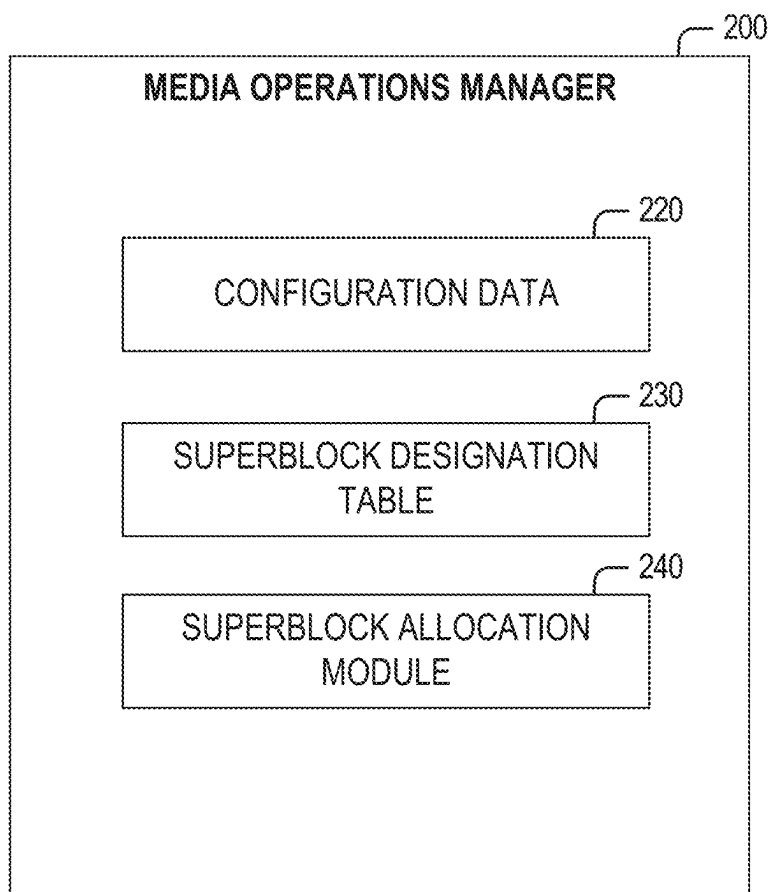 200
MEDIA OPERATIONS MANAGER
220
CONFIGURATION DATA
230
SUPERBLOCK DESIGNATION
TABLE
240
SUPERBLOCK ALLOCATION
MODULE